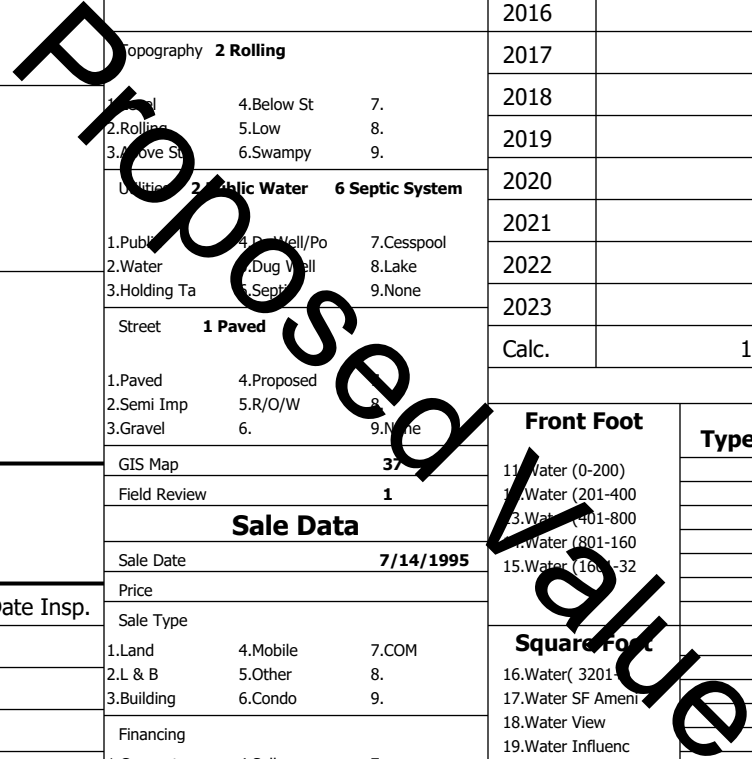 Proposed Value
Topography 2 Rolling
1.Level 4.Below St 7.
2.Rolling 5.Low 8.
3.Above St 6.Swampy 9.
Utilities 2 Public Water 6 Septic System
1.Public 4.Dr Well/Po 7.Cesspool
2.Water 5.Dug Well 8.Lake
3.Holding Ta 6.Septic 9.None
Street 1 Paved
1.Paved 4.Proposed 7.
2.Semi Imp 5.R/O/W 8.
3.Gravel 6. 9.None
GIS Map 37
Field Review 1
Sale Data
Sale Date 7/14/1995
Price
Sale Type
1.Land 4.Mobile 7.COM
2.L & B 5.Other 8.
3.Building 6.Condo 9.
Financing
Date Insp.
2016
2017
2018
2019
2020
2021
2022
2023
Calc. 1
Front Foot
Type
11.Water (0-200)
12.Water (201-400
13.Water (401-800
14.Water (801-160
15.Water (1601-32
Square Foot
16.Water( 3201-
17.Water SF Ameni
18.Water View
19.Water Influenc